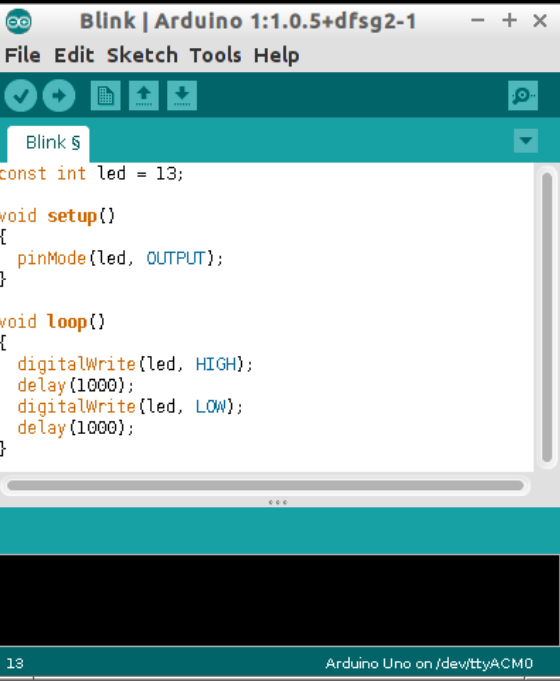 Blink | Arduino 1:1.0.5+dfsg2-1
File Edit Sketch Tools Help
Blink §
const int led = 13;
void setup()
{
  pinMode(led, OUTPUT);
}
void loop()
{
  digitalWrite(led, HIGH);
  delay(1000);
  digitalWrite(led, LOW);
  delay(1000);
}
13 Arduino Uno on /dev/ttyACM0